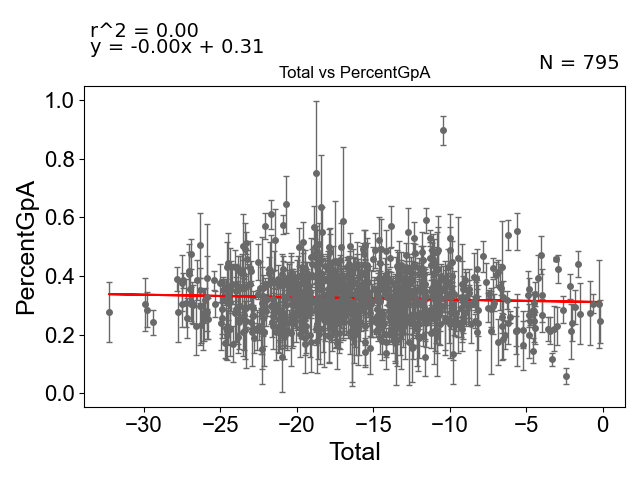 r^2 = 0.00
y = -0.00x + 0.31
N = 795
Total vs PercentGpA
PercentGpA
1.0
0.8
0.6
0.4
0.2
0.0
−30 −25 −20 −15 −10 −5 0
Total